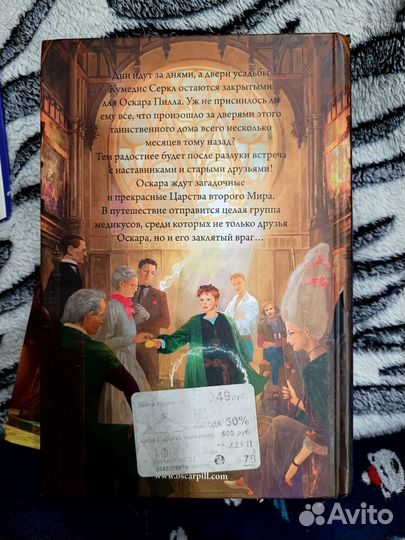 Дни идут за днями, а двери усадьбы
Кумедис Серкл остаются закрытыми
для Оскара Пилла. Уж не приснилось ли
ему все, что произошло за дверями этого
таинственного дома всего несколько
месяцев тому назад?
Тем радостнее будет после разлуки встреча
с наставниками и старыми друзьями!
Оскара ждут загадочные
и прекрасные Царства второго Мира.
В путешествие отправится целая группа
медикусов, среди которых не только друзья
Оскара, но и его заклятый враг…
249руб
50%
500 руб
www.oscarpill.com
Avito